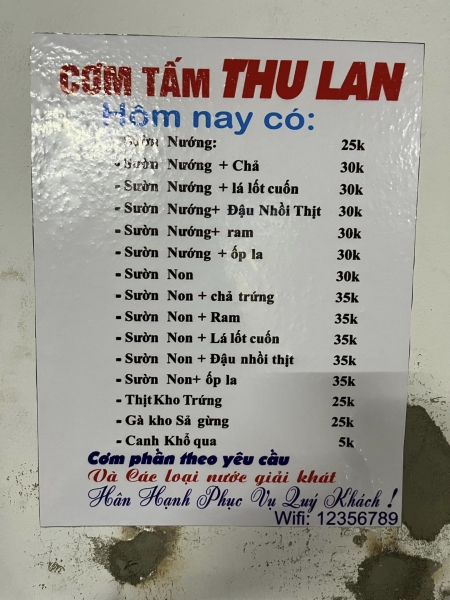 CƠM TẤM THU LAN
Hôm nay có:
- Sườn Nướng: 25k
- Sườn Nướng + Chả 30k
- Sườn Nướng + lá lốt cuốn 30k
- Sườn Nướng+ Đậu Nhồi Thịt 30k
- Sườn Nướng+ ram 30k
- Sườn Nướng + ốp la 30k
- Sườn Non 30k
- Sườn Non + chả trứng 35k
- Sườn Non + Ram 35k
- Sườn Non + Lá lốt cuốn 35k
- Sườn Non + Đậu nhồi thịt 35k
- Sườn Non+ ốp la 35k
- Thịt Kho Trứng 25k
- Gà kho Sả gừng 25k
- Canh Khổ qua 5k
Cơm phần theo yêu cầu
Và Các loại nước giải khát
Hân Hạnh Phục Vụ Quý Khách !
Wifi: 12356789